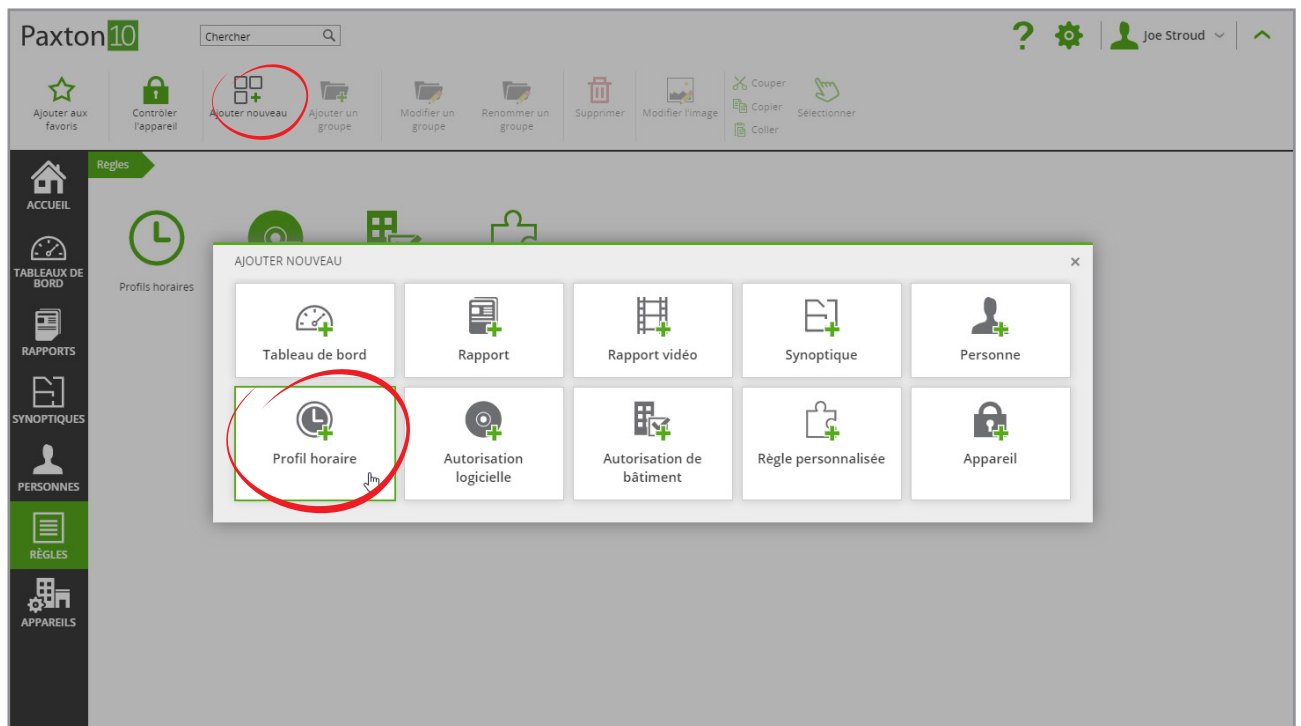 Paxton 10
Chercher
Joe Stroud
Ajouter aux
favoris
Contrôler
l'appareil
Ajouter nouveau
Ajouter un
groupe
Modifier un
groupe
Renommer un
groupe
Supprimer
Modifier l'image
Couper
Copier
Coller
Sélectionner
Règles
ACCUEIL
TABLEAUX DE
BORD
RAPPORTS
SYNOPTIQUES
PERSONNES
RÈGLES
APPAREILS
Profils horaires
AJOUTER NOUVEAU
Tableau de bord
Rapport
Rapport vidéo
Synoptique
Personne
Profil horaire
Autorisation
logicielle
Autorisation de
bâtiment
Règle personnalisée
Appareil